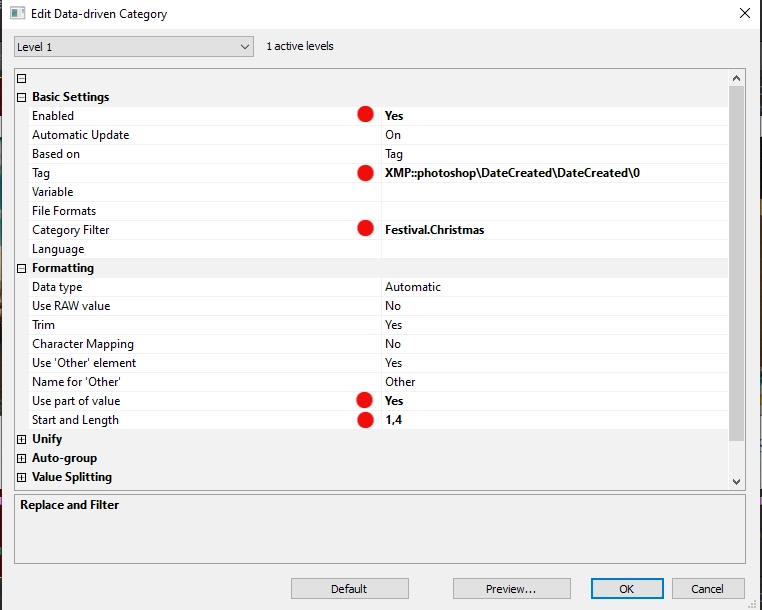 Edit Data-driven Category
Level 1 1 active levels
Basic Settings
Enabled Yes
Automatic Update On
Based on Tag
Tag XMP::photoshop\DateCreated\DateCreated\0
Variable
File Formats
Category Filter Festival.Christmas
Language
Formatting
Data type Automatic
Use RAW value No
Trim Yes
Character Mapping No
Use 'Other' element Yes
Name for 'Other' Other
Use part of value Yes
Start and Length 1,4
Unify
Auto-group
Value Splitting
Replace and Filter
Default Preview... OK Cancel